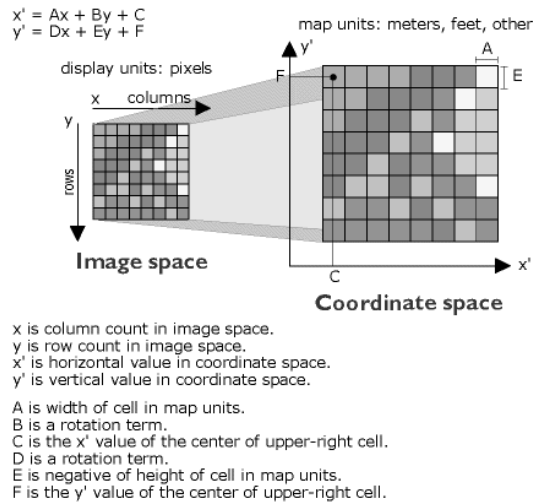 x' = Ax + By + C
y' = Dx + Ey + F
map units: meters, feet, other
y'
A
F
E
display units: pixels
x columns
y
rows
Image space
x'
C
Coordinate space
x is column count in image space.
y is row count in image space.
x' is horizontal value in coordinate space.
y' is vertical value in coordinate space.
A is width of cell in map units.
B is a rotation term.
C is the x' value of the center of upper-right cell.
D is a rotation term.
E is negative of height of cell in map units.
F is the y' value of the center of upper-right cell.